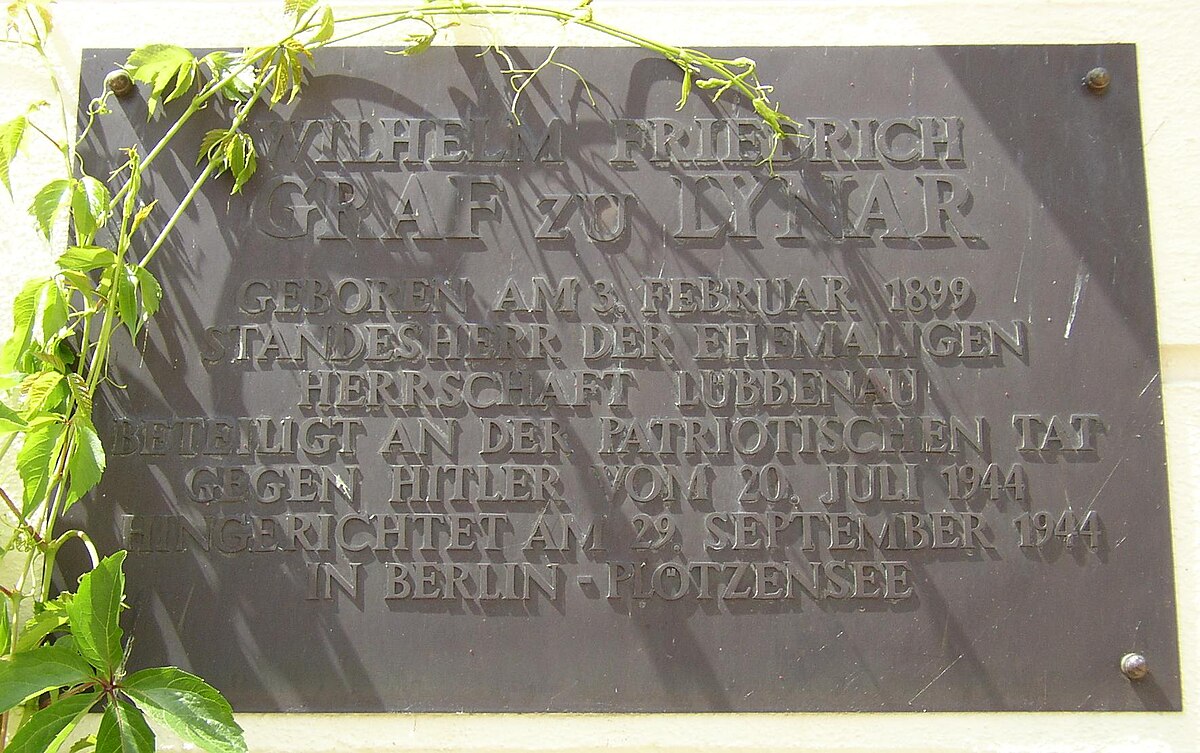 WILHELM FRIEDRICH
GRAF ZU LYNAR
GEBOREN AM 3. FEBRUAR 1899
STANDESHERR DER EHEMALIGEN
HERRSCHAFT LÜBBENAU
BETEILIGT AN DER PATRIOTISCHEN TAT
GEGEN HITLER VOM 20. JULI 1944
HINGERICHTET AM 29. SEPTEMBER 1944
IN BERLIN-PLÖTZENSEE